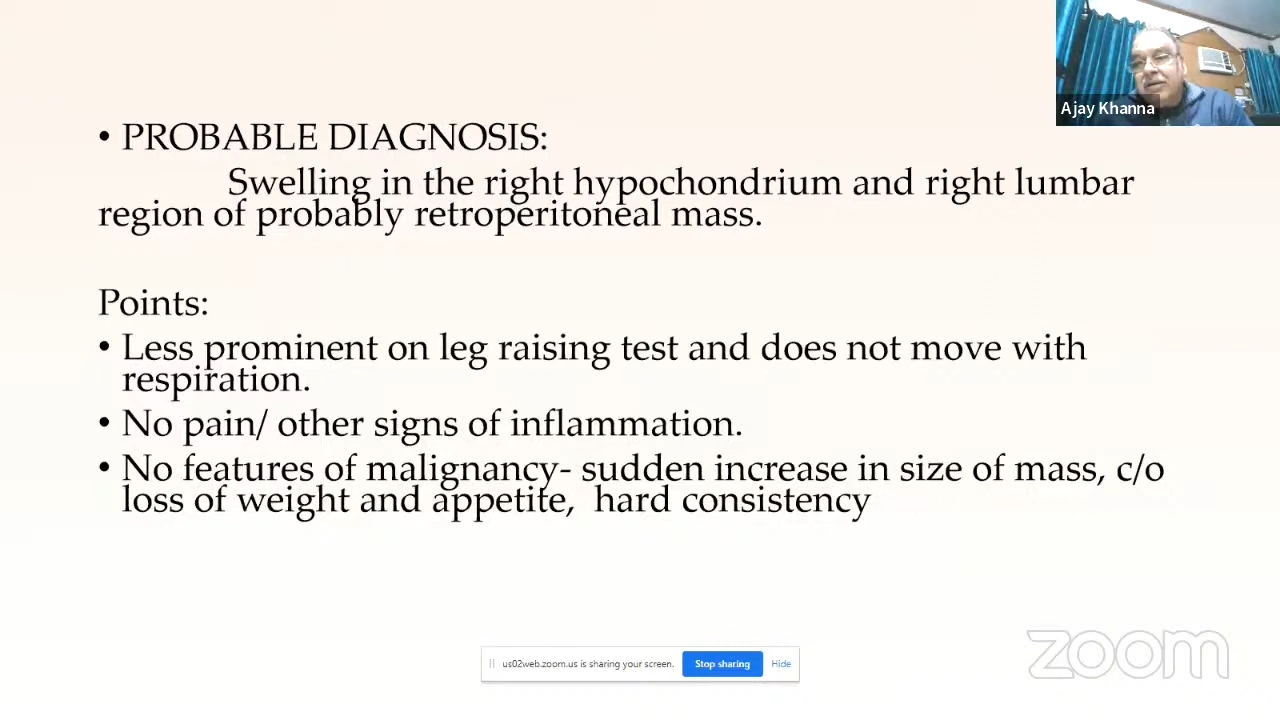 Ajay Khanna
• PROBABLE DIAGNOSIS:
Swelling in the right hypochondrium and right lumbar
region of probably retroperitoneal mass.
Points:
• Less prominent on leg raising test and does not move with
respiration.
• No pain/ other signs of inflammation.
• No features of malignancy- sudden increase in size of mass, c/o
loss of weight and appetite,  hard consistency
us02web.zoom.us is sharing your screen. Stop sharing Hide
zoom